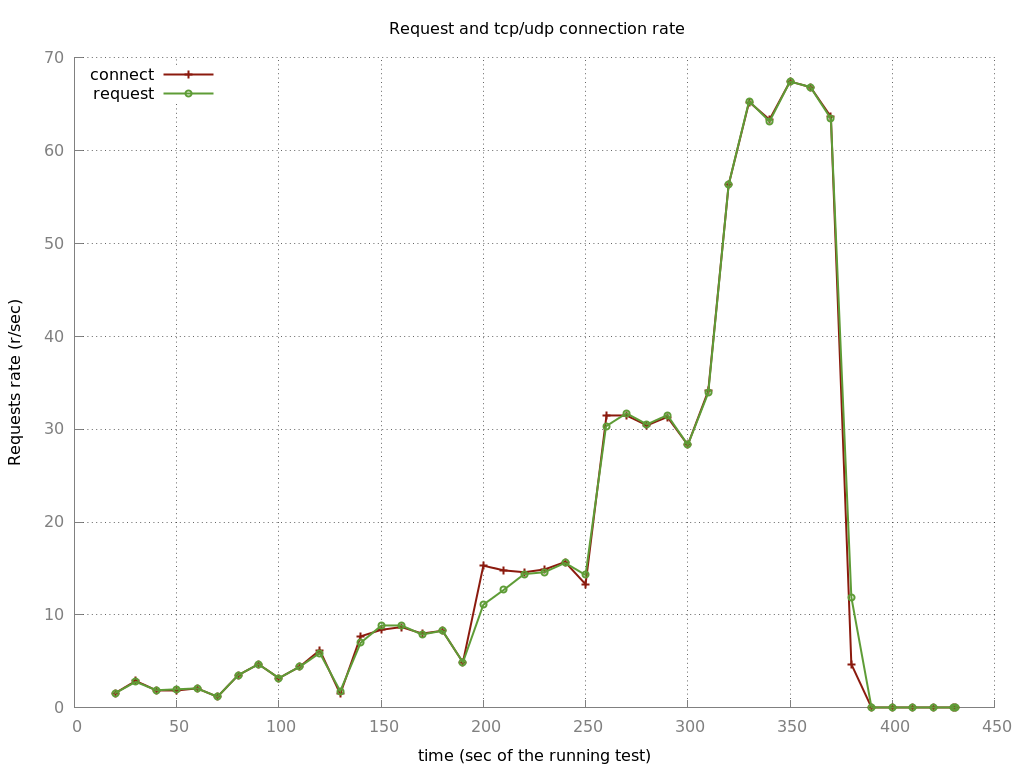 Request and tcp/udp connection rate
connect
request
70
60
50
40
30
20
10
0
0 50 100 150 200 250 300 350 400 450
Requests rate (r/sec)
time (sec of the running test)